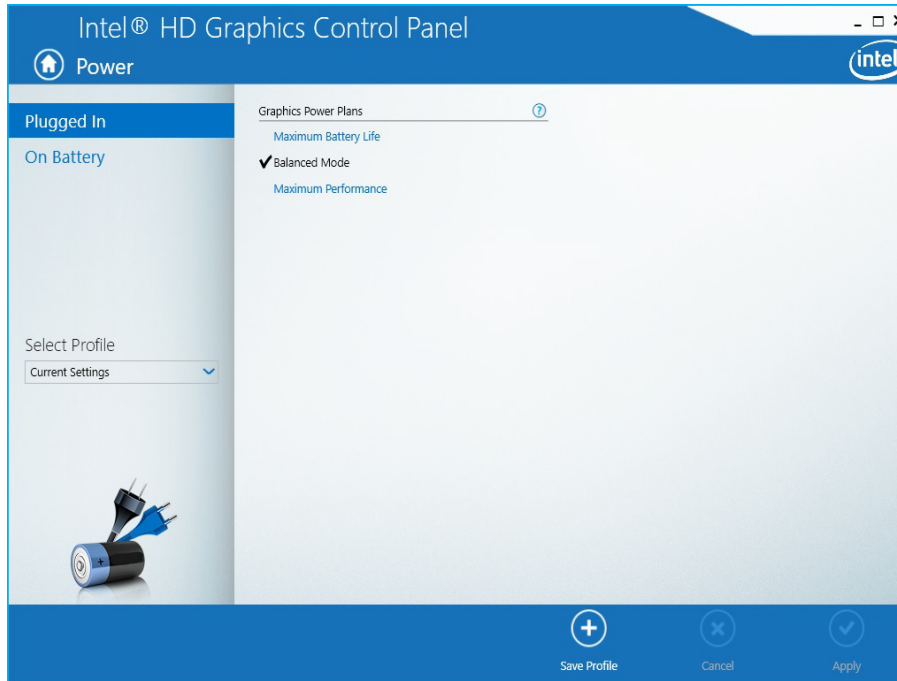 Intel® HD Graphics Control Panel
Power
intel
Plugged In
On Battery
Graphics Power Plans ?
Maximum Battery Life
Balanced Mode
Maximum Performance
Select Profile
Current Settings
Save Profile
Cancel
Apply